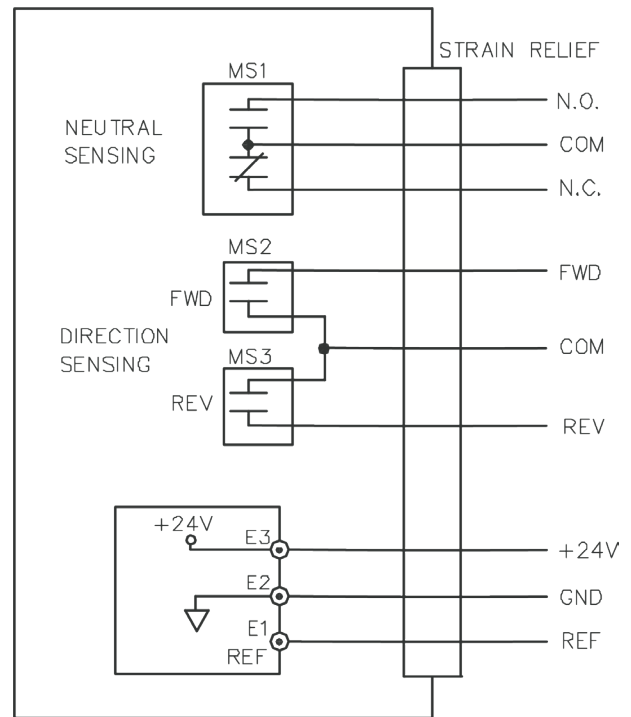 STRAIN RELIEF
MS1
N.O.
NEUTRAL
SENSING
COM
N.C.
MS2
FWD
FWD
DIRECTION
SENSING
COM
MS3
REV
REV
+24V
E3
+24V
E2
GND
E1
REF
REF